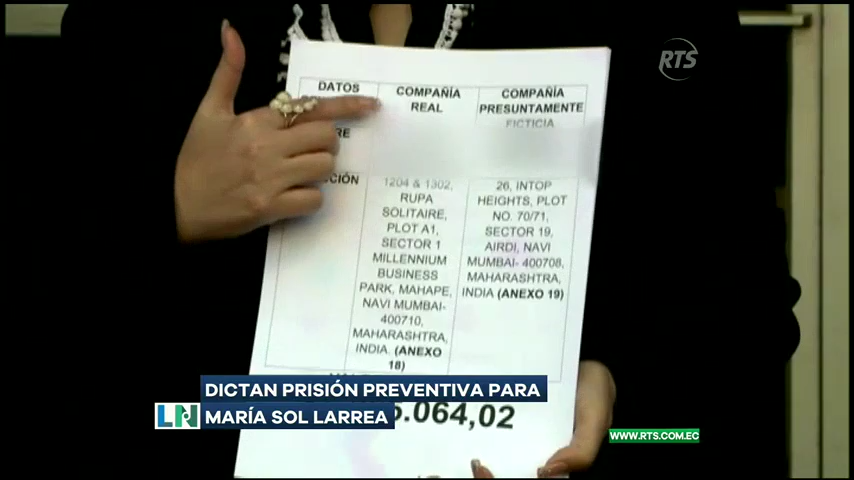 RTS
DATOS
COMPAÑÍA
REAL
COMPAÑÍA
PRESUNTAMENTE
FICTICIA
1204 & 1302,
RUPA
SOLITAIRE,
PLOT A1,
SECTOR 1
MILLENNIUM
BUSINESS
PARK, MAHAPE,
NAVI MUMBAI-
400710,
MAHARASHTRA,
INDIA. (ANEXO
18)
26, INTOP
HEIGHTS, PLOT
NO. 70/71,
SECTOR 19,
AIRDI, NAVI
MUMBAI- 400708,
MAHARASHTRA,
INDIA (ANEXO 19)
5.064,02
DICTAN PRISIÓN PREVENTIVA PARA
MARÍA SOL LARREA
LN
WWW.RTS.COM.EC